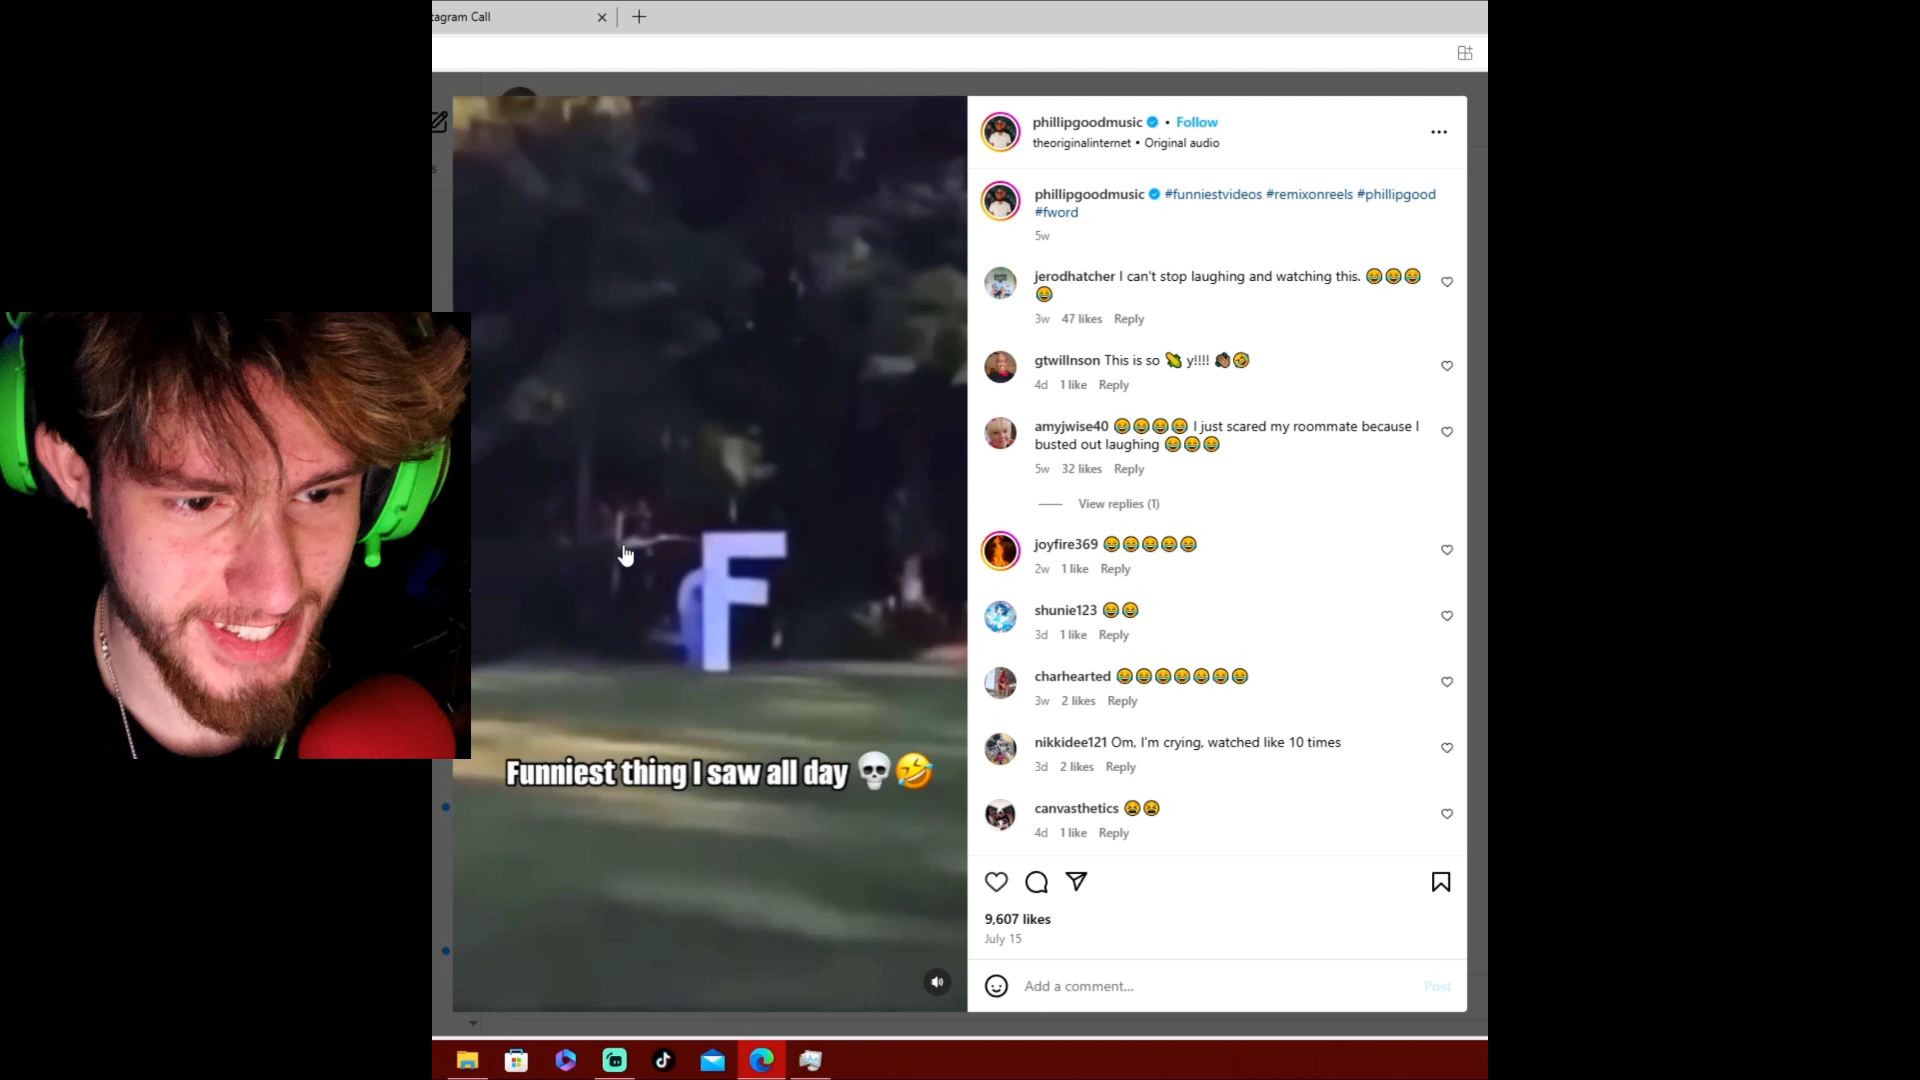 tagram Call
phillipgoodmusic • Follow
theoriginalinternet • Original audio
phillipgoodmusic #funniestvideos #remixonreels #phillipgood
#fword
5w
jerodhatcher I can't stop laughing and watching this. 😂😂😂
😂
3w 47 likes Reply
gtwillnson This is so 🌽 y!!!! 👏🏾🤣
4d 1 like Reply
amyjwise40 😂😂😂😂 I just scared my roommate because I
busted out laughing 😂😂😂
5w 32 likes Reply
View replies (1)
joyfire369 😂😂😂😂😂
2w 1 like Reply
shunie123 😂😂
3d 1 like Reply
charhearted 😂😂😂😂😂😂😂
3w 2 likes Reply
nikkidee121 Om, I'm crying, watched like 10 times
3d 2 likes Reply
canvasthetics 😫😫
4d 1 like Reply
9,607 likes
July 15
Add a comment...
Post
F
Funniest thing I saw all day 💀🤣
s